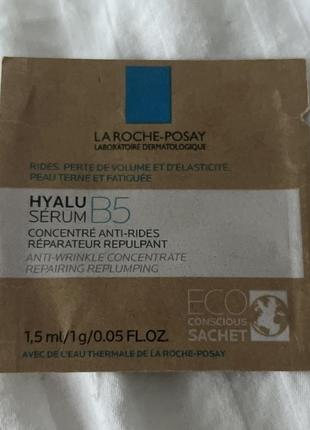 LA ROCHE-POSAY
LABORATOIRE DERMATOLOGIQUE
RIDES, PERTE DE VOLUME ET D'ÉLASTICITÉ,
PEAU TERNE ET FATIGUÉE
HYALU B5
SÉRUM
CONCENTRÉ ANTI-RIDES
RÉPARATEUR REPULPANT
ANTI-WRINKLE CONCENTRATE
REPAIRING REPLUMPING
ECO
CONSCIOUS
SACHET
1,5 ml/1g/0.05 FL.OZ.
AVEC DE L'EAU THERMALE DE LA ROCHE-POSAY